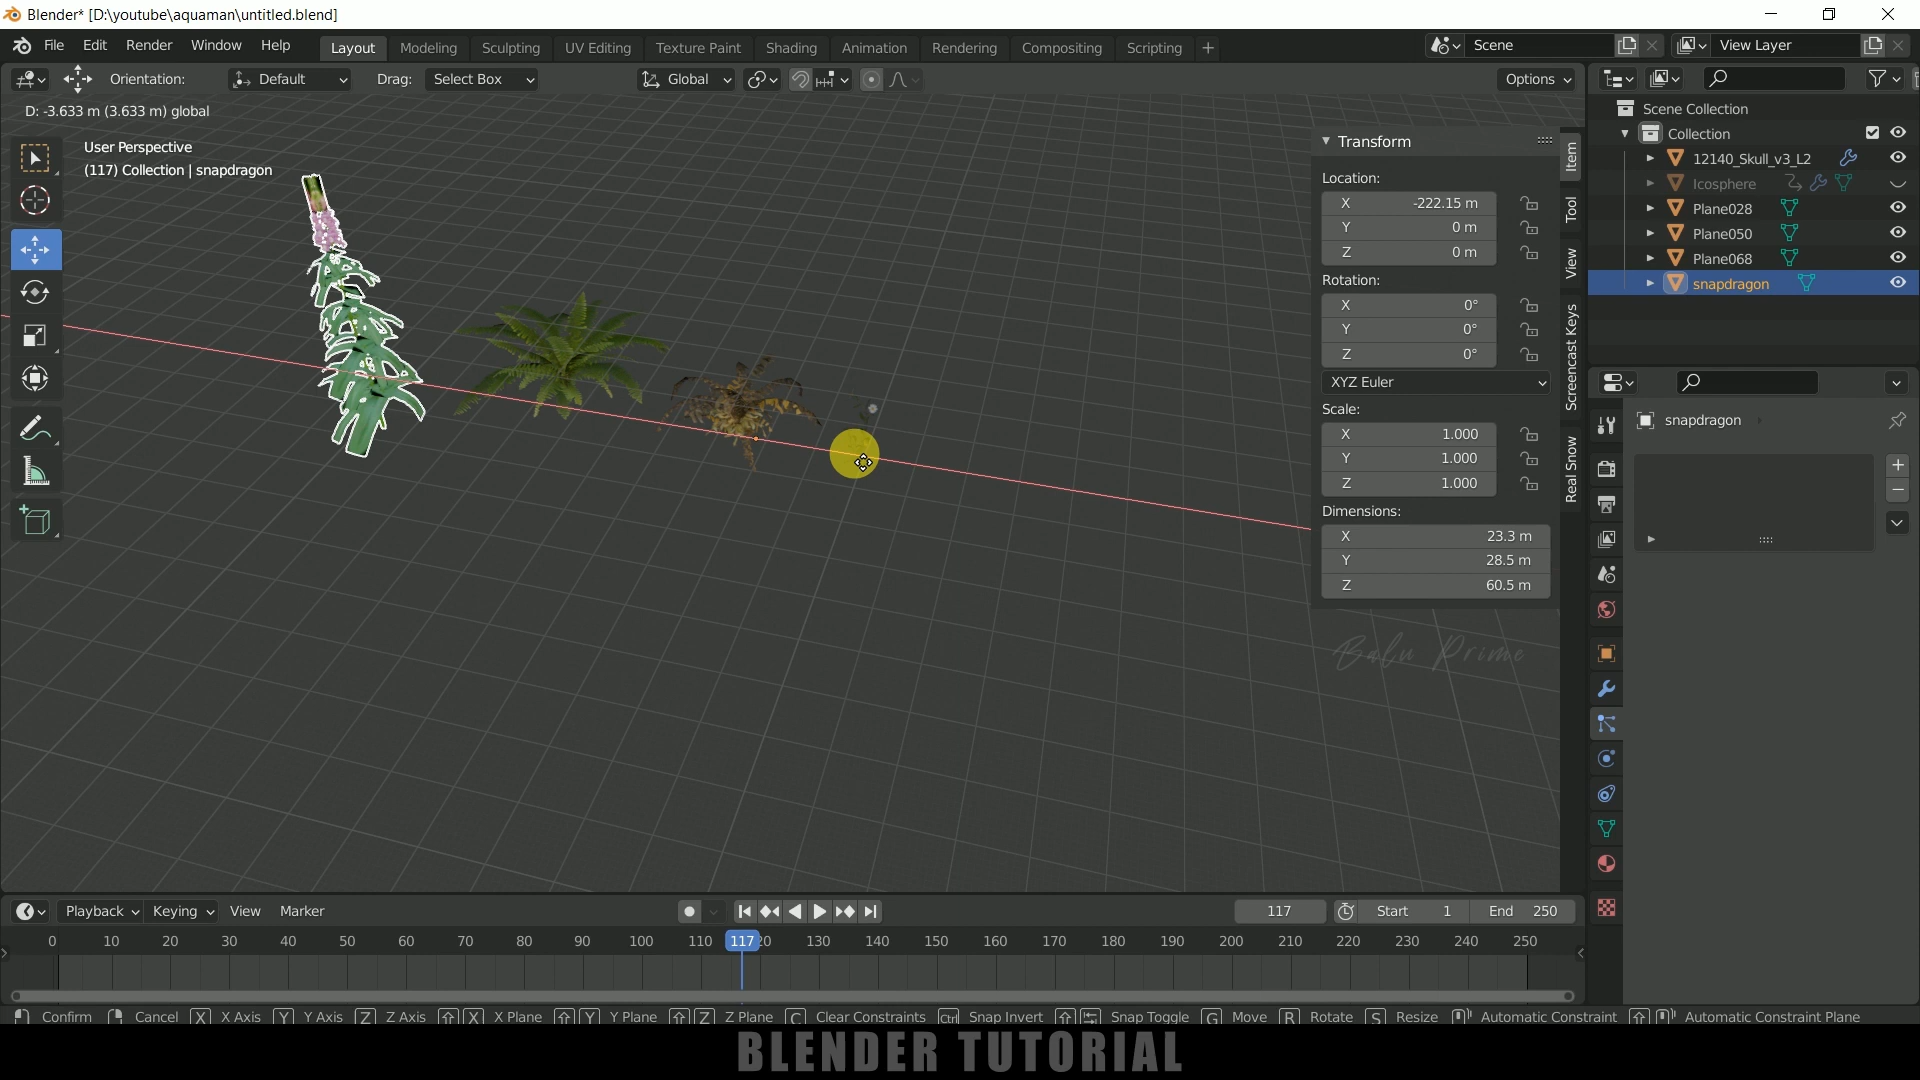 Blender* [D:\youtube\aquaman\untitled.blend]
File Edit Render Window Help Layout Modeling Sculpting UV Editing Texture Paint Shading Animation Rendering Compositing Scripting + Scene View Layer
Orientation: Default Drag: Select Box Global Options
D: -3.633 m (3.633 m) global
User Perspective
(117) Collection | snapdragon
Transform
Location:
X -222.15 m
Y 0 m
Z 0 m
Rotation:
X 0°
Y 0°
Z 0°
XYZ Euler
Scale:
X 1.000
Y 1.000
Z 1.000
Dimensions:
X 23.3 m
Y 28.5 m
Z 60.5 m
Item
Tool
View
Screencast Keys
Real Snow
Balu Prime
Scene Collection
Collection
12140_Skull_v3_L2
Icosphere
Plane028
Plane050
Plane068
snapdragon
snapdragon
Playback Keying View Marker 117 Start 1 End 250
0 10 20 30 40 50 60 70 80 90 100 110 117 20 130 140 150 160 170 180 190 200 210 220 230 240 250
Confirm Cancel X X Axis Y Y Axis Z Z Axis X X Plane Y Y Plane Z Z Plane C Clear Constraints Ctrl Snap Invert Snap Toggle G Move R Rotate S Resize Automatic Constraint Automatic Constraint Plane
BLENDER TUTORIAL